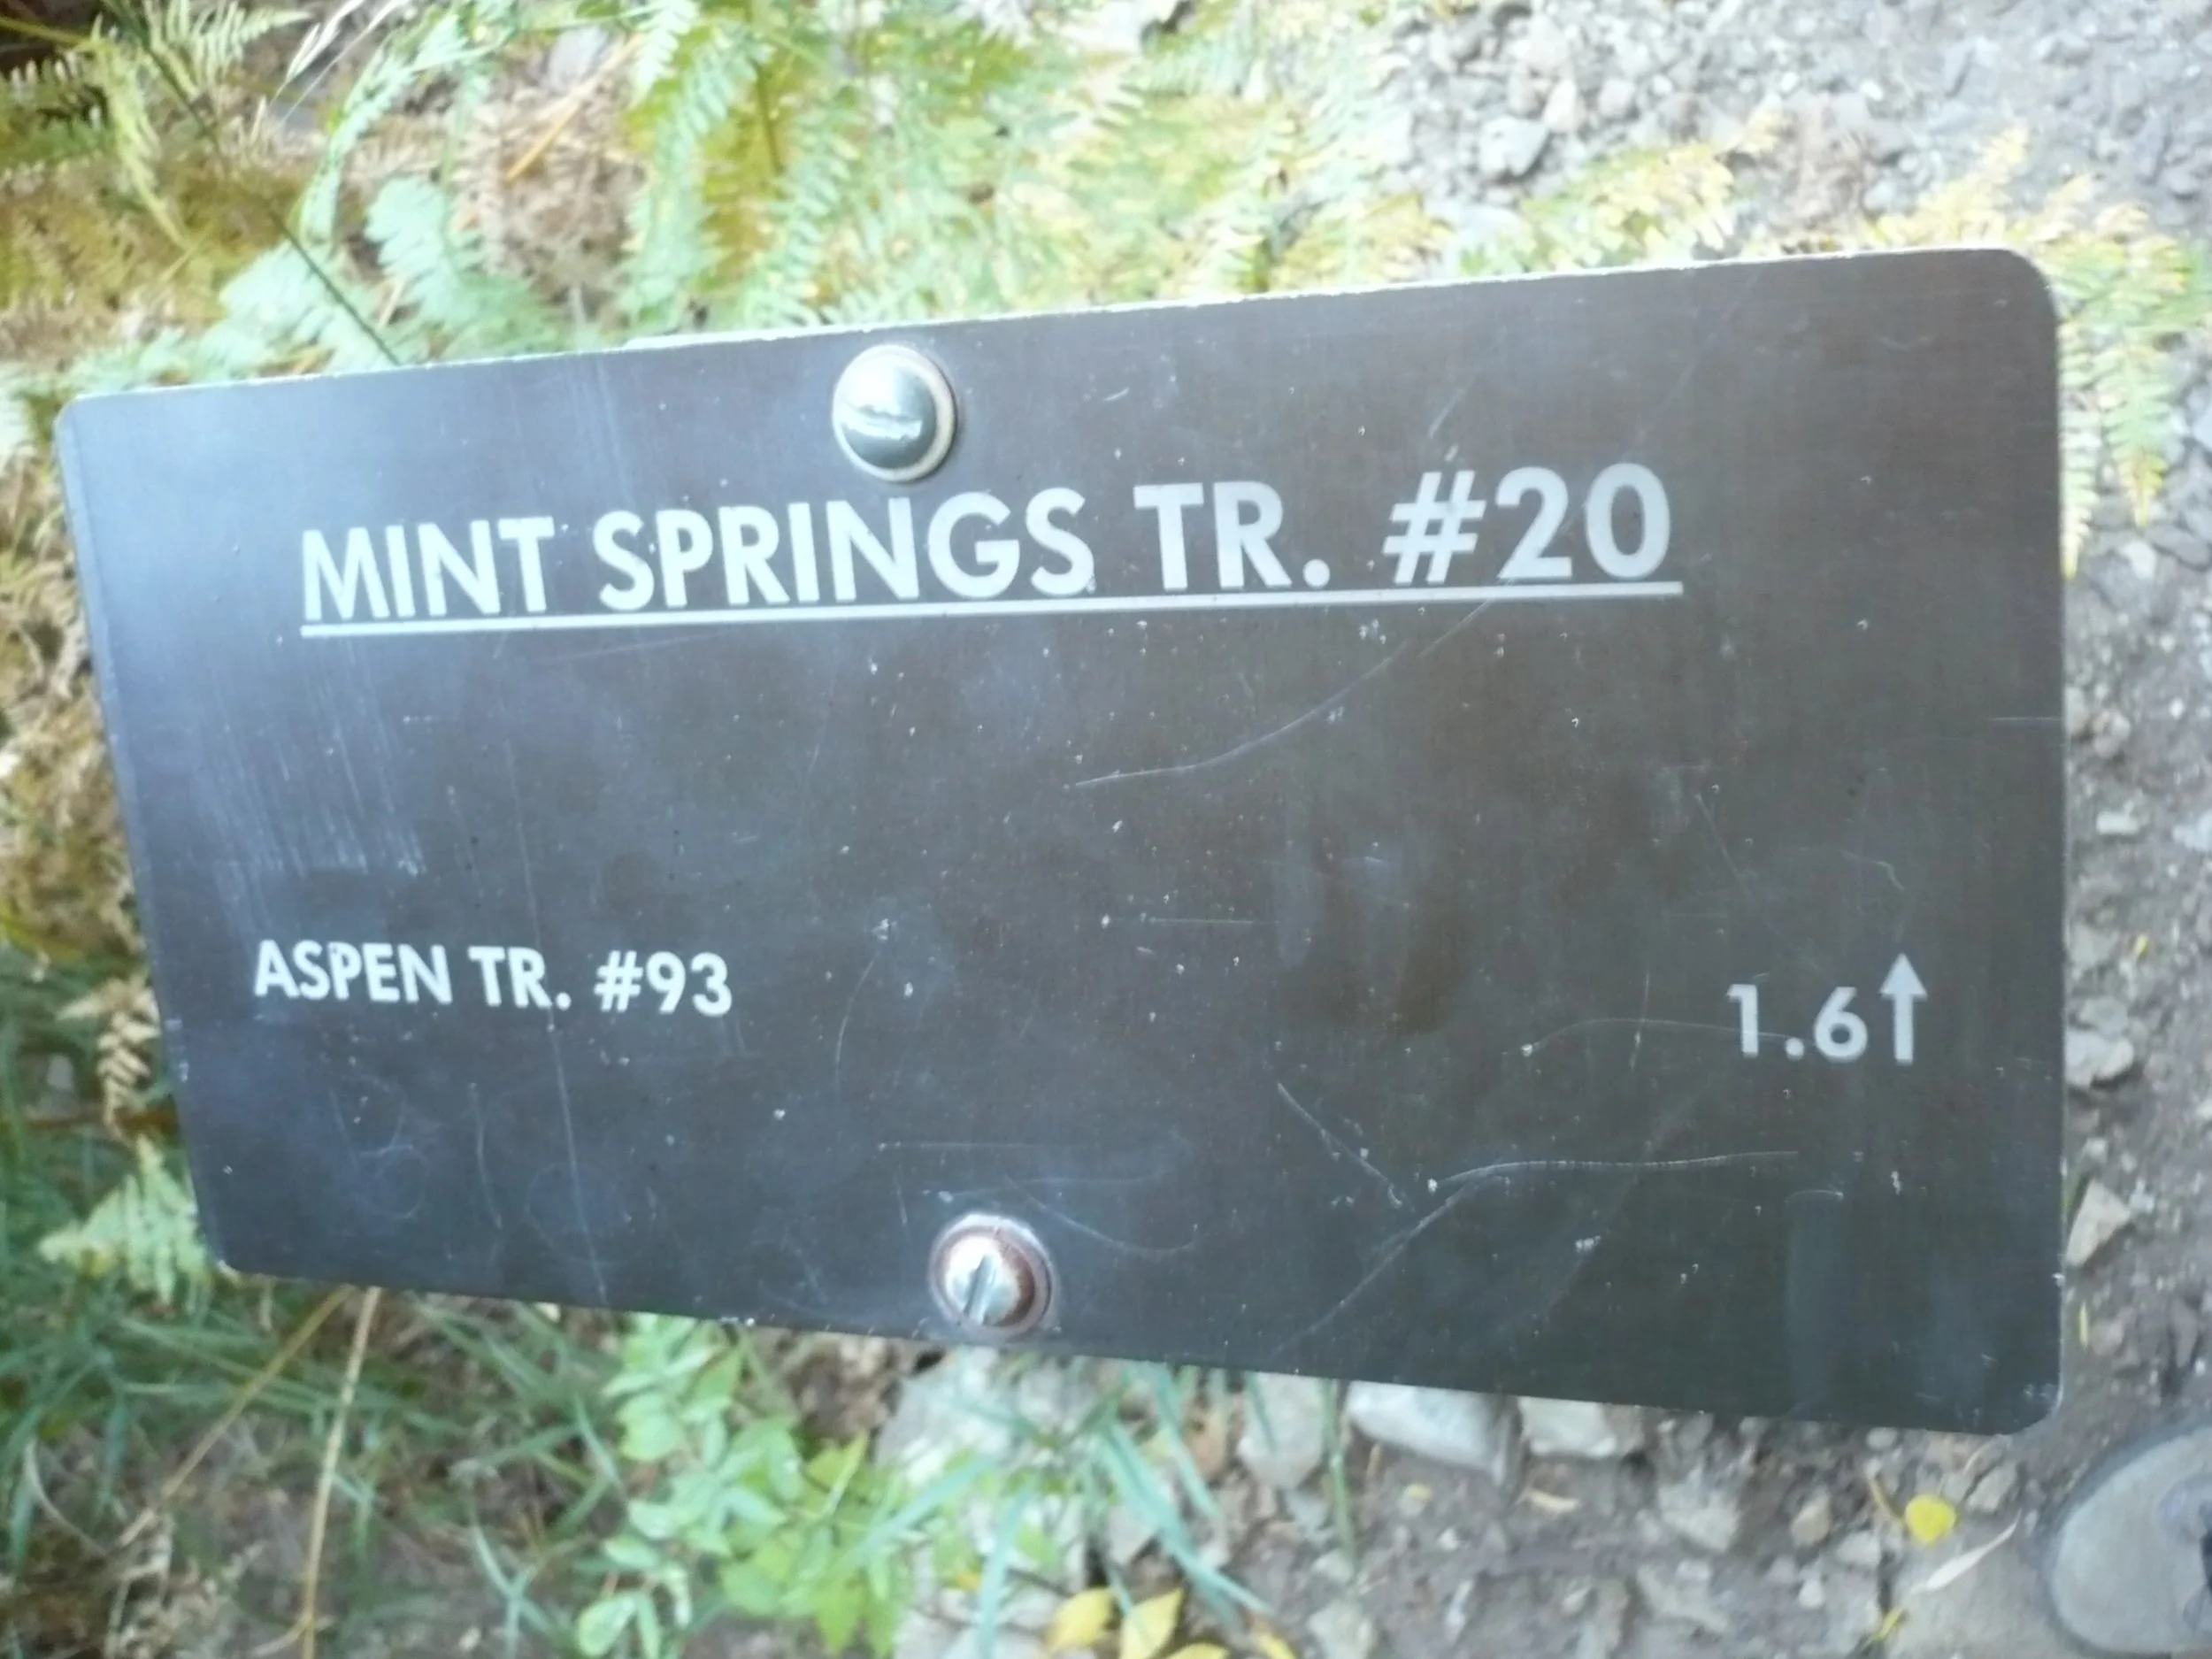 MINT SPRINGS TR. #20
ASPEN TR. #93 1.6↑